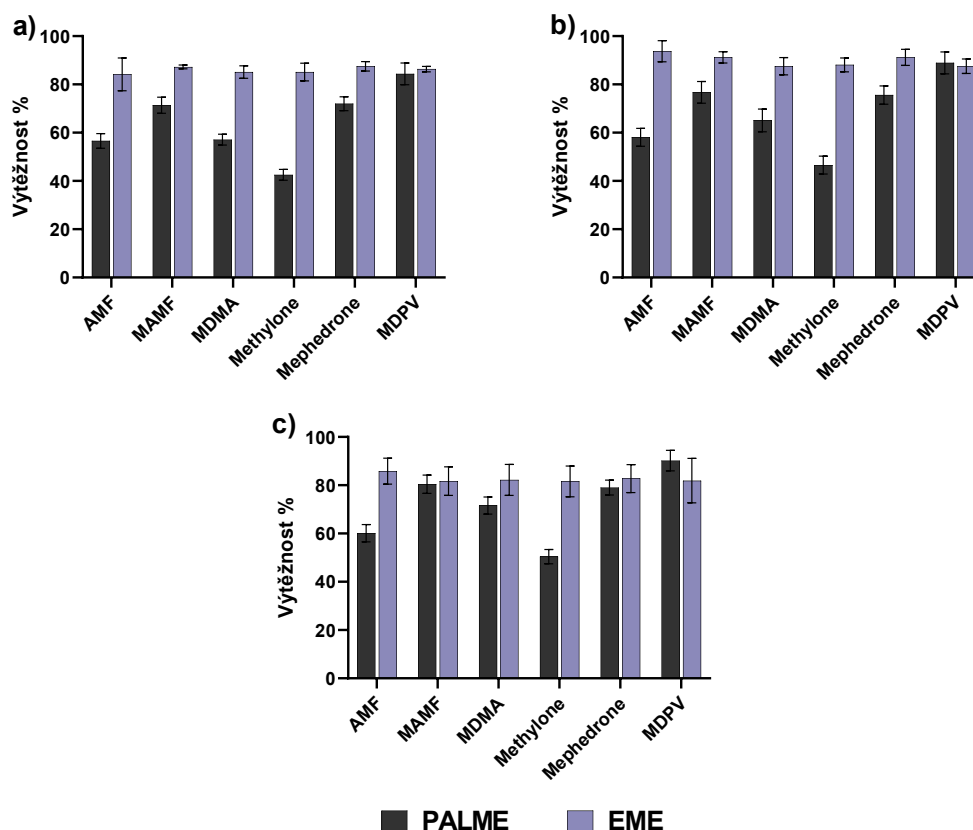 a)
Výtěžnost %
100
80
60
40
20
0
AMF
MAMF
MDMA
Methylone
Mephedrone
MDPV
b)
Výtěžnost %
100
80
60
40
20
0
AMF
MAMF
MDMA
Methylone
Mephedrone
MDPV
c)
Výtěžnost %
100
80
60
40
20
0
AMF
MAMF
MDMA
Methylone
Mephedrone
MDPV
PALME EME